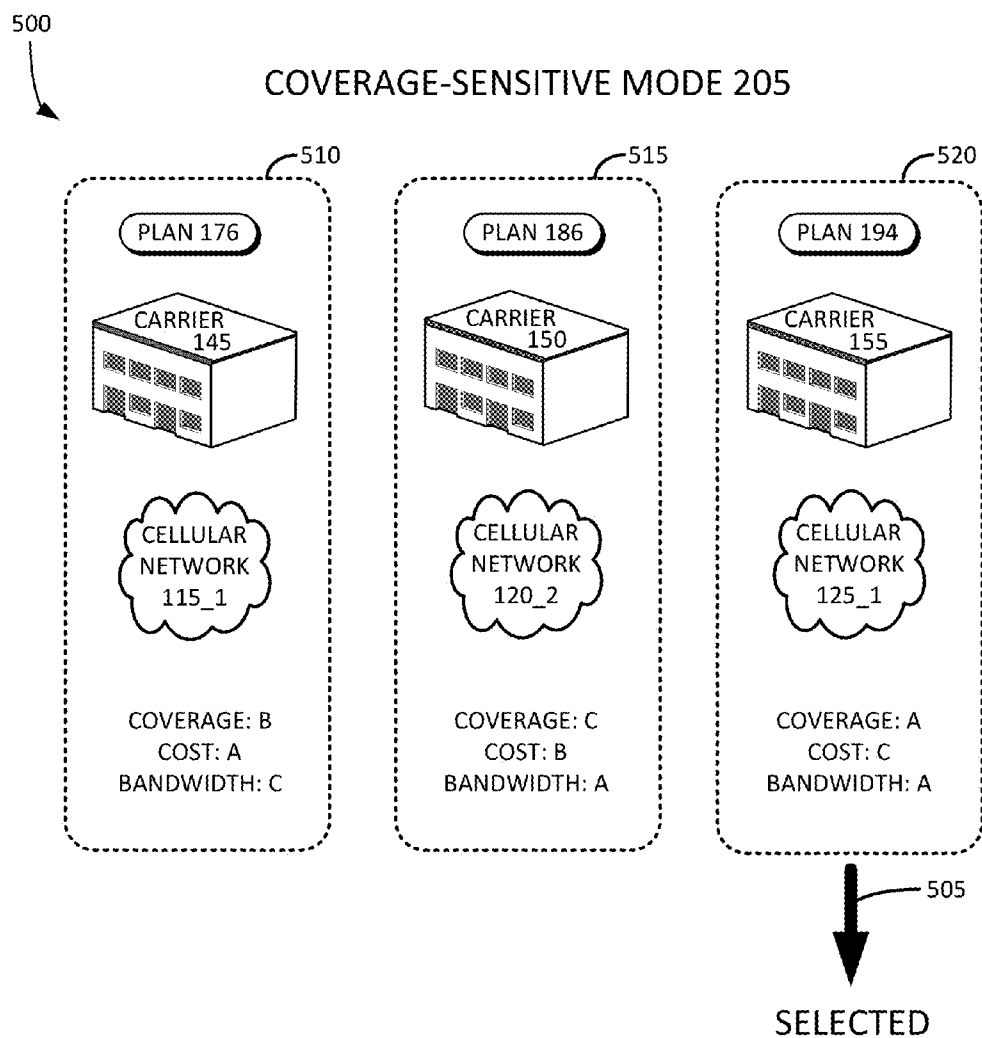 500
COVERAGE-SENSITIVE MODE 205
510
515
520
PLAN 176
CARRIER
145
CELLULAR
NETWORK
115_1
COVERAGE: B
COST: A
BANDWIDTH: C
PLAN 186
CARRIER
150
CELLULAR
NETWORK
120_2
COVERAGE: C
COST: B
BANDWIDTH: A
PLAN 194
CARRIER
155
CELLULAR
NETWORK
125_1
COVERAGE: A
COST: C
BANDWIDTH: A
505
SELECTED